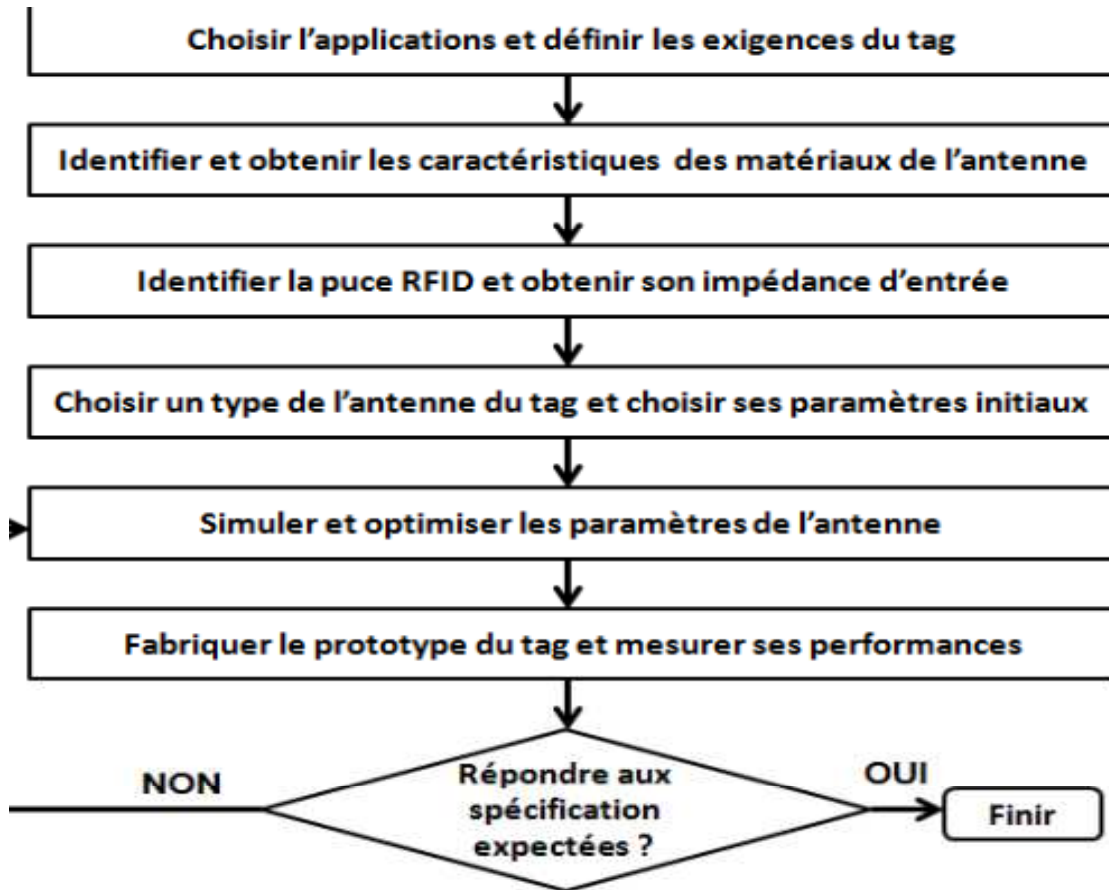 Choisir l'applications et définir les exigences du tag
Identifier et obtenir les caractéristiques des matériaux de l'antenne
Identifier la puce RFID et obtenir son impédance d'entrée
Choisir un type de l'antenne du tag et choisir ses paramètres initiaux
Simuler et optimiser les paramètres de l'antenne
Fabriquer le prototype du tag et mesurer ses performances
NON
Répondre aux
spécification
expectées ?
OUI
Finir